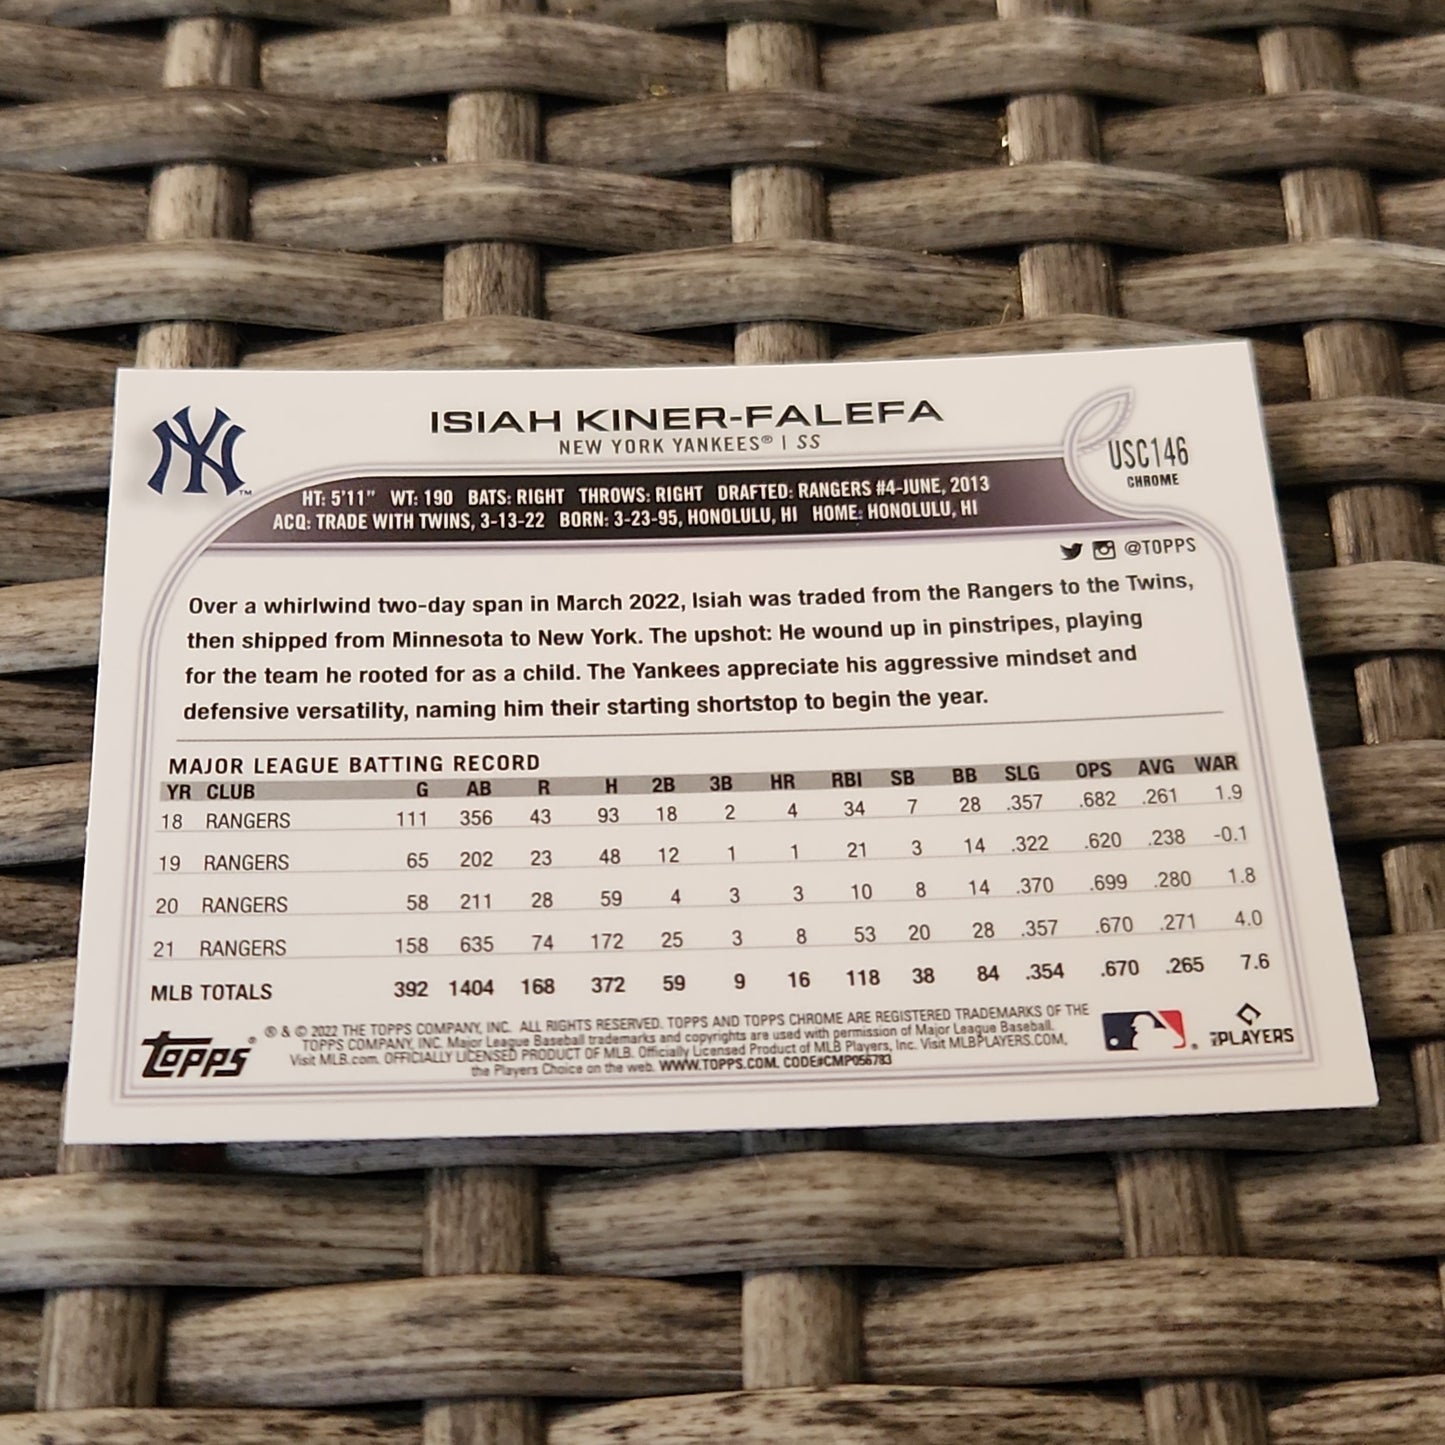 NY™
ISIAH KINER-FALEFA
NEW YORK YANKEES® | SS
USC146
CHROME
HT: 5'11" WT: 190 BATS: RIGHT THROWS: RIGHT DRAFTED: RANGERS #4-JUNE, 2013
ACQ: TRADE WITH TWINS, 3-13-22 BORN: 3-23-95, HONOLULU, HI HOME: HONOLULU, HI
@TOPPS
Over a whirlwind two-day span in March 2022, Isiah was traded from the Rangers to the Twins,
then shipped from Minnesota to New York. The upshot: He wound up in pinstripes, playing
for the team he rooted for as a child. The Yankees appreciate his aggressive mindset and
defensive versatility, naming him their starting shortstop to begin the year.
MAJOR LEAGUE BATTING RECORD
YR CLUB G AB R H 2B 3B HR RBI SB BB SLG OPS AVG WAR
18 RANGERS 111 356 43 93 18 2 4 34 7 28 .357 .682 .261 1.9
19 RANGERS 65 202 23 48 12 1 1 21 3 14 .322 .620 .238 -0.1
20 RANGERS 58 211 28 59 4 3 3 10 8 14 .370 .699 .280 1.8
21 RANGERS 158 635 74 172 25 3 8 53 20 28 .357 .670 .271 4.0
MLB TOTALS 392 1404 168 372 59 9 16 118 38 84 .354 .670 .265 7.6
TOPPS®
® & © 2022 THE TOPPS COMPANY, INC. ALL RIGHTS RESERVED. TOPPS AND TOPPS CHROME ARE REGISTERED TRADEMARKS OF THE
TOPPS COMPANY, INC. Major League Baseball trademarks and copyrights are used with permission of Major League Baseball.
Visit MLB.com. OFFICIALLY LICENSED PRODUCT OF MLB. Officially Licensed Product of MLB Players, Inc. Visit MLBPLAYERS.COM,
the Players Choice on the web. WWW.TOPPS.COM. CODE#CMP056783
PLAYERS